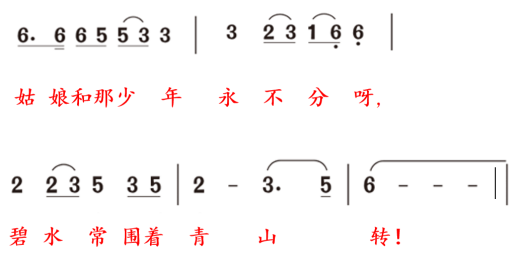 6. 6 6 5 5 3 3 | 3 2 3 1 6 6 |
姑 娘和那少 年 永 不 分 呀,
2 2 3 5 3 5 | 2 - 3. 5 | 6 - - - ||
碧 水 常 围着 青 山 转!